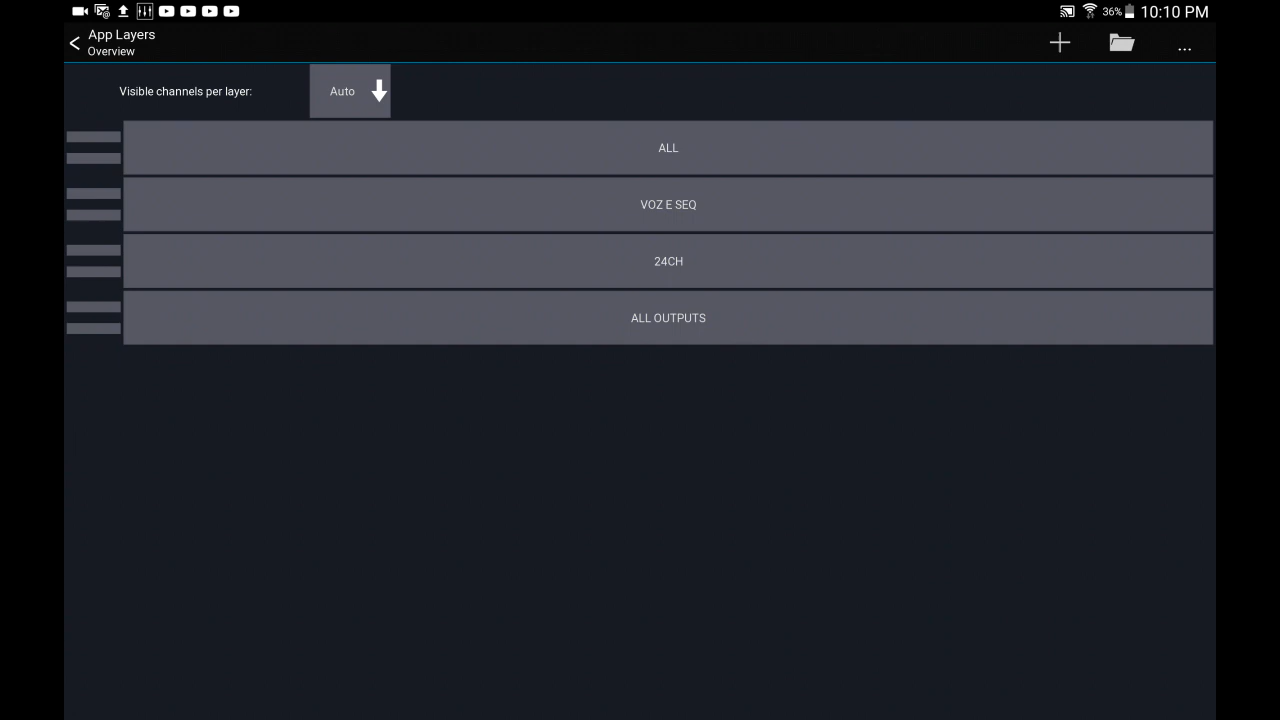 36% 10:10 PM
App Layers
Overview
...
Visible channels per layer: Auto
ALL
VOZ E SEQ
24CH
ALL OUTPUTS